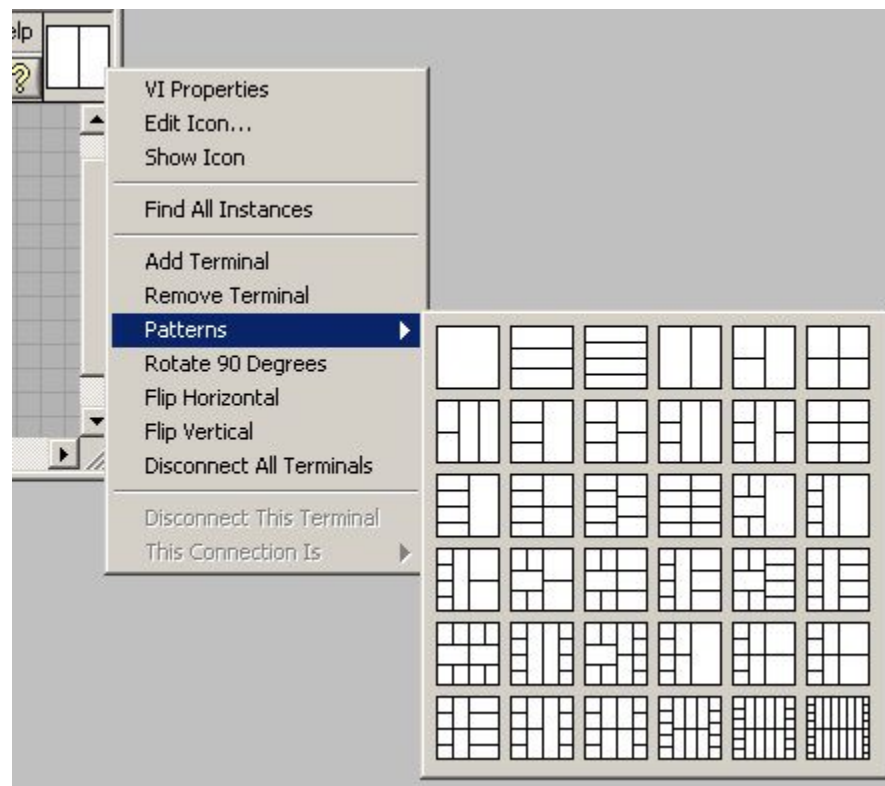 elp
?
VI Properties
Edit Icon...
Show Icon
Find All Instances
Add Terminal
Remove Terminal
Patterns
Rotate 90 Degrees
Flip Horizontal
Flip Vertical
Disconnect All Terminals
Disconnect This Terminal
This Connection Is